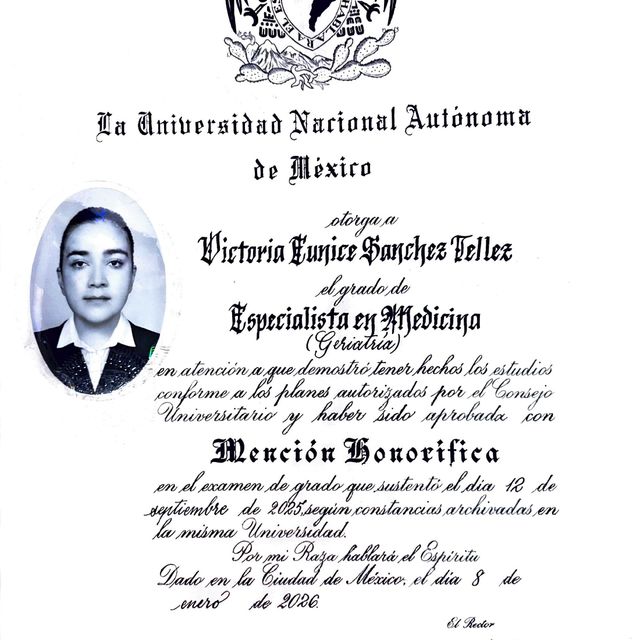 HABLARA EL ES
La Universidad Nacional Autónoma
de México
otorga a
Victoria Eunice Sanchez Tellez
el grado de
Especialista en Medicina
(Geriatría)
en atención a que demostró tener hechos los estudios
conforme a los planes autorizados por el Consejo
Universitario y haber sido aprobada con
Mención Honorífica
en el examen de grado que sustentó el día 12 de
septiembre de 2025, según constancias archivadas en
la misma Universidad.
Por mi Raza hablará el Espíritu
Dado en la Ciudad de México, el día 8 de
enero de 2026.
El Rector